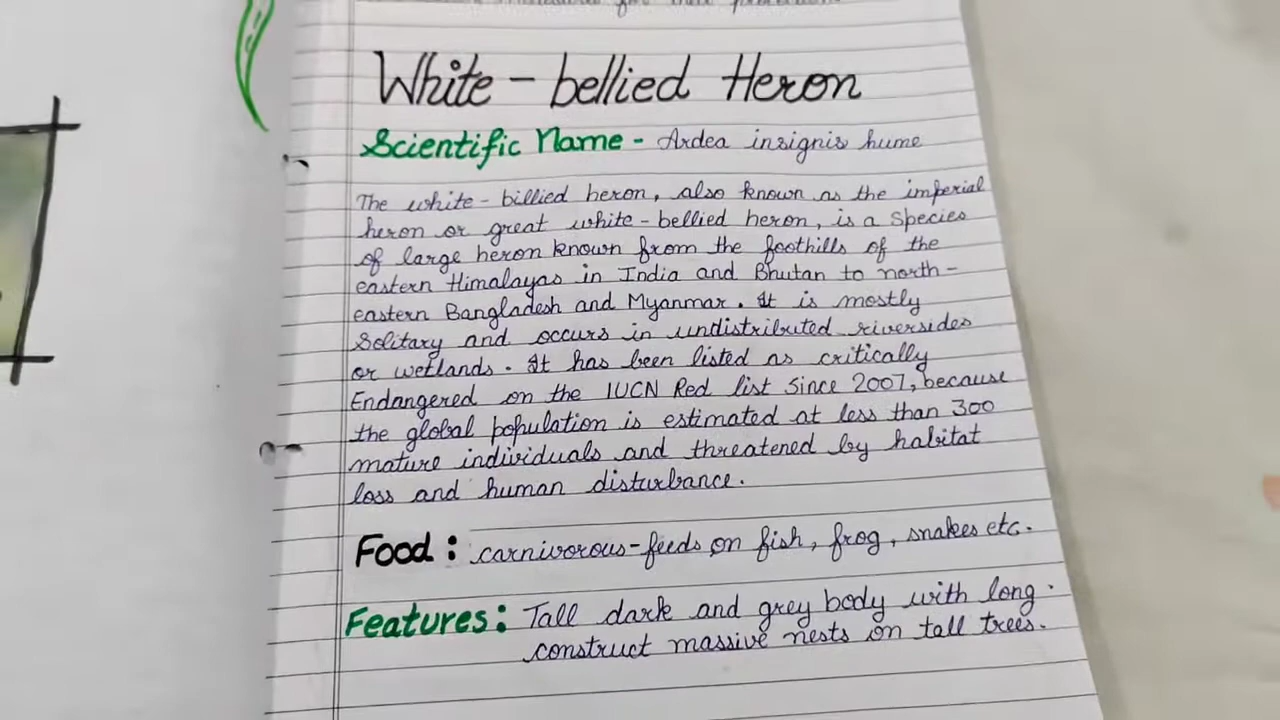 for their
White - bellied Heron
Scientific Name - Ardea insignis hume
The white - billied heron, also known as the imperial
heron or great white - bellied heron, is a species
of large heron known from the foothills of the
eastern Himalayas in India and Bhutan to north-
eastern Bangladesh and Myanmar. It is mostly
Solitary and occurs in undistributed riversides
or wetlands. It has been listed as critically
Endangered on the IUCN Red list Since 2007, because
the global population is estimated at less than 300
mature individuals and threatened by habitat
loss and human disturbance.
Food: carnivorous-feeds on fish, frog, snakes etc.
Features: Tall dark and grey body with long.
construct massive nests on tall trees.